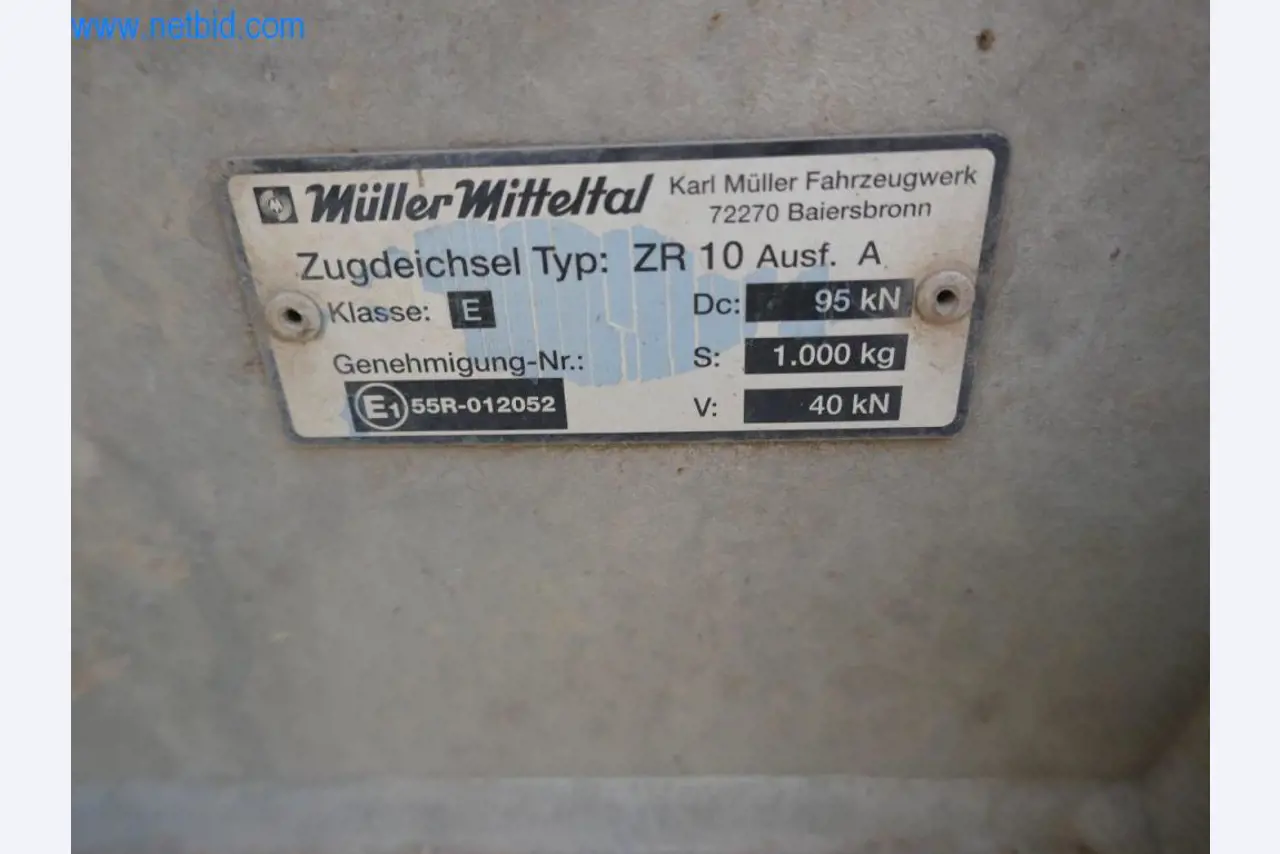 www.netbid.com
Müller Mitteltal
Karl Müller Fahrzeugwerk
72270 Baiersbronn
Zugdeichsel Typ: ZR 10 Ausf. A
Klasse: E
Dc: 95 kN
Genehmigung-Nr.:
S: 1.000 kg
E1 55R-012052
V: 40 kN